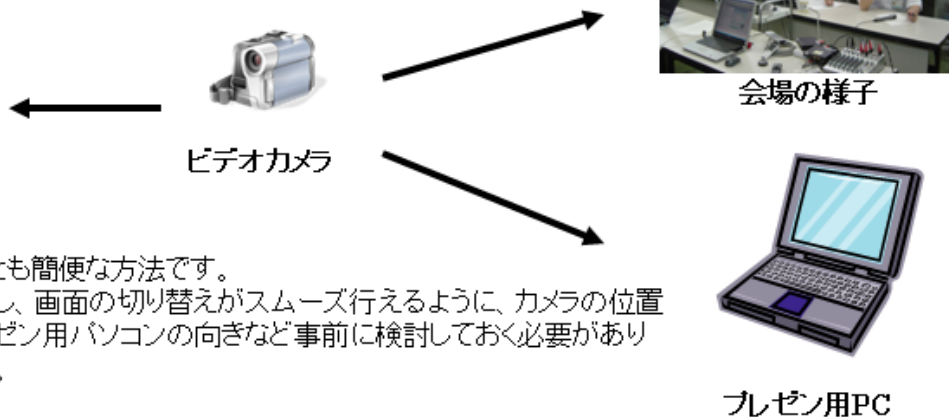 会場の様子
ビデオカメラ
も簡便な方法です。
し、画面の切り替えがスムーズ行えるように、カメラの位置
ゼン用パソコンの向きなど事前に検討しておく必要があり
。
プレゼン用PC